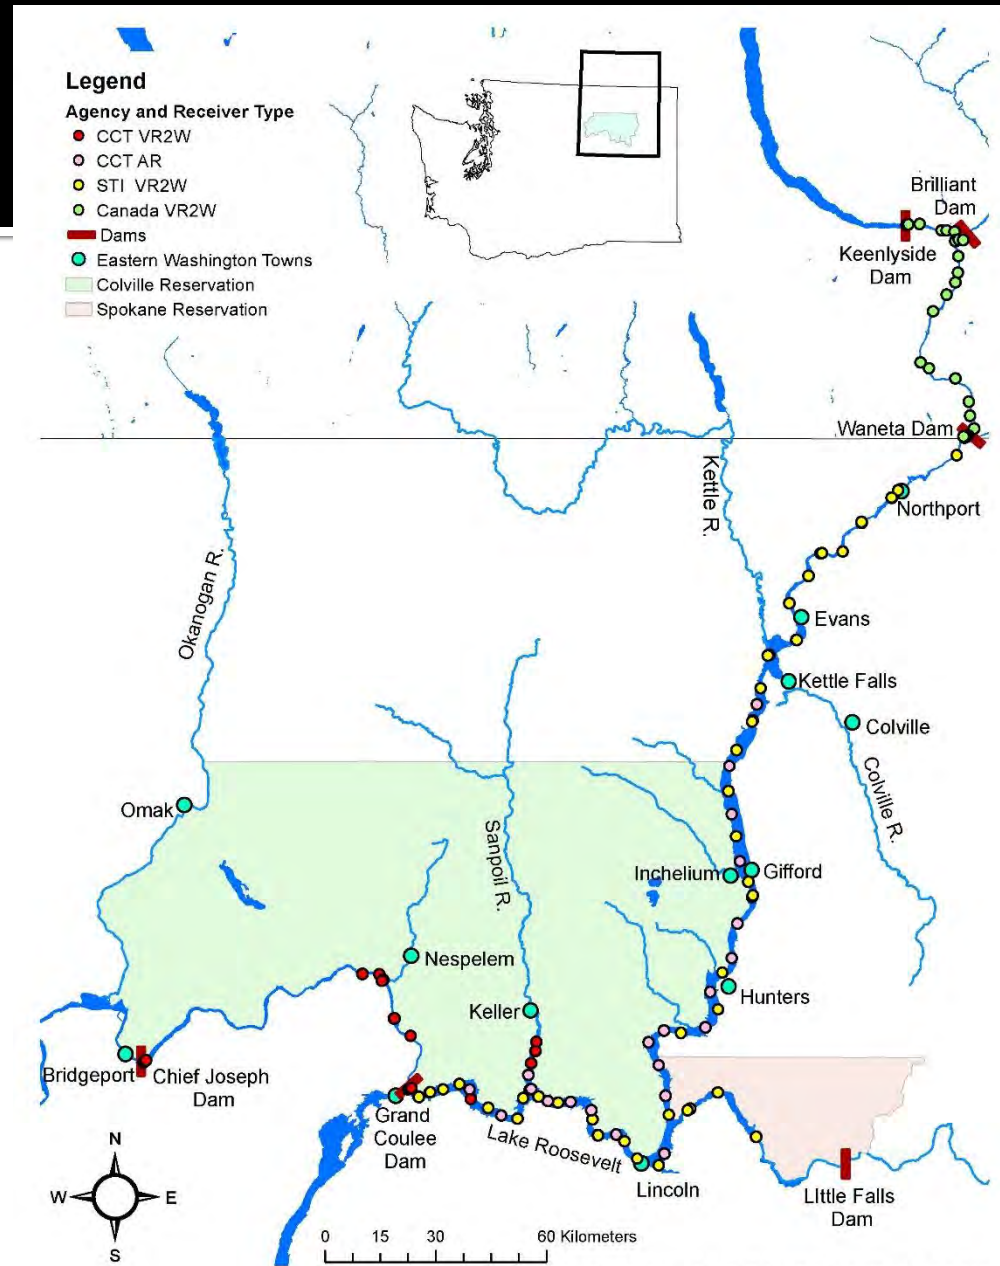 Legend
Agency and Receiver Type
CCT VR2W
CCT AR
STI VR2W
Canada VR2W
Dams
Eastern Washington Towns
Colville Reservation
Spokane Reservation
Brilliant
Dam
Keenlyside
Dam
Waneta Dam
Northport
Kettle R.
Okanogan R.
Evans
Kettle Falls
Colville
Colville R.
Omak
Sanpoil R.
Inchelium
Gifford
Nespelem
Keller
Hunters
Bridgeport
Chief Joseph
Dam
Grand
Coulee
Dam
Lake Roosevelt
Lincoln
LIttle Falls
Dam
N
W
E
S
0 15 30 60 Kilometers